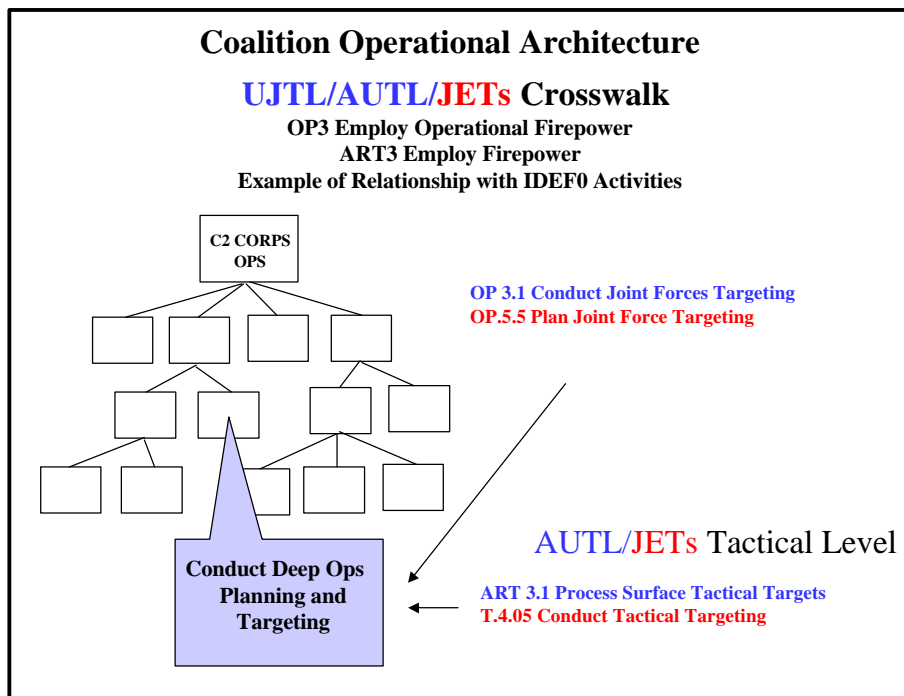 Coalition Operational Architecture
UJTL/AUTL/JETs Crosswalk
OP3 Employ Operational Firepower
ART3 Employ Firepower
Example of Relationship with IDEF0 Activities
C2 CORPS
OPS
OP 3.1 Conduct Joint Forces Targeting
OP.5.5 Plan Joint Force Targeting
AUTL/JETs Tactical Level
Conduct Deep Ops
Planning and
Targeting
ART 3.1 Process Surface Tactical Targets
T.4.05 Conduct Tactical Targeting